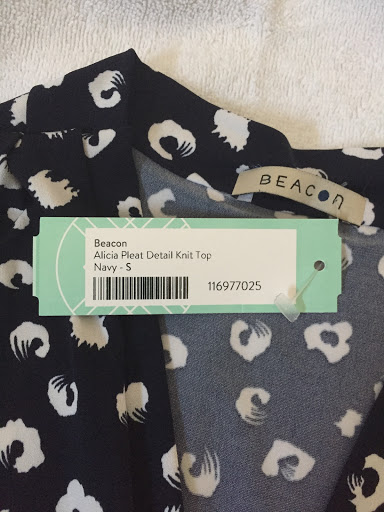 BEACON
Beacon
Alicia Pleat Detail Knit Top
Navy - S
116977025